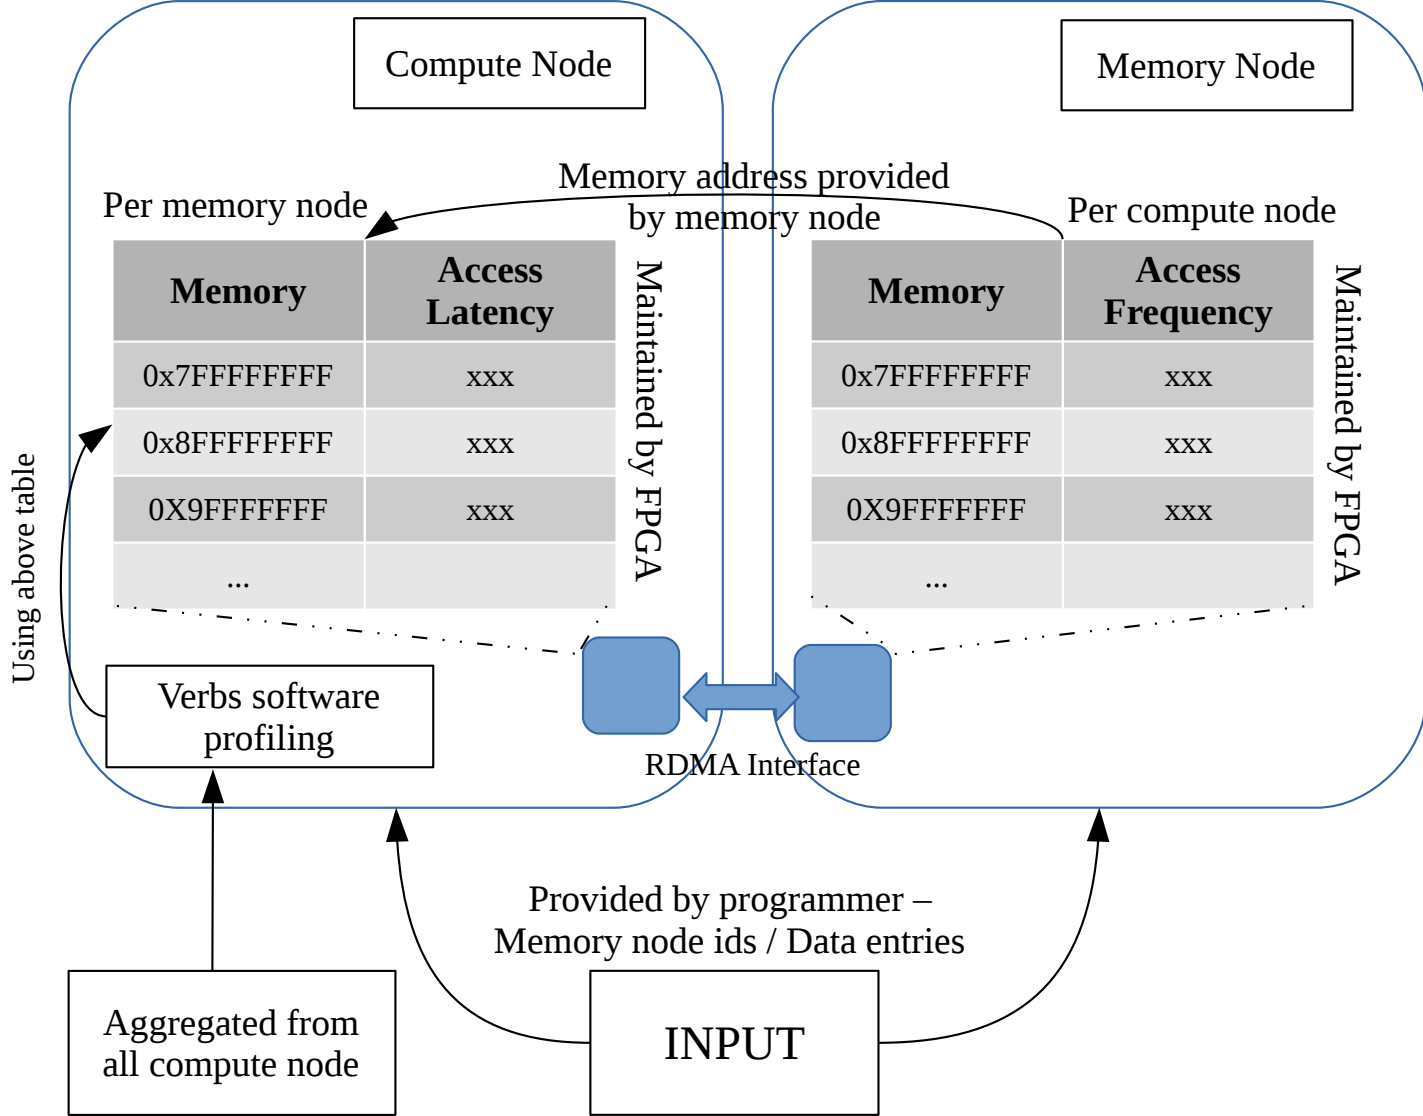 Compute Node
Memory Node
Memory address provided
by memory node
Per memory node
Per compute node
Memory
Access
Latency
0x7FFFFFFFF
xxx
0x8FFFFFFFF
xxx
0X9FFFFFFF
xxx
...
Maintained by FPGA
Memory
Access
Frequency
0x7FFFFFFFF
xxx
0x8FFFFFFFF
xxx
0X9FFFFFFF
xxx
...
Maintained by FPGA
Using above table
Verbs software
profiling
RDMA Interface
Provided by programmer –
Memory node ids / Data entries
Aggregated from
all compute node
INPUT